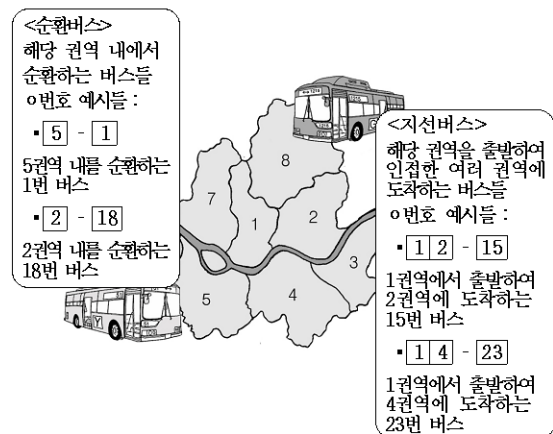 <순환버스>
해당 권역 내에서
순환하는 버스들
o번호 예시들 :
▪5 - 1
5권역 내를 순환하는
1번 버스
▪2 - 18
2권역 내를 순환하는
18번 버스
8
7
1
2
3
5
4
<지선버스>
해당 권역을 출발하여
인접한 여러 권역에
도착하는 버스들
o번호 예시들 :
▪1 2 - 15
1권역에서 출발하여
2권역에 도착하는
15번 버스
▪1 4 - 23
1권역에서 출발하여
4권역에 도착하는
23번 버스